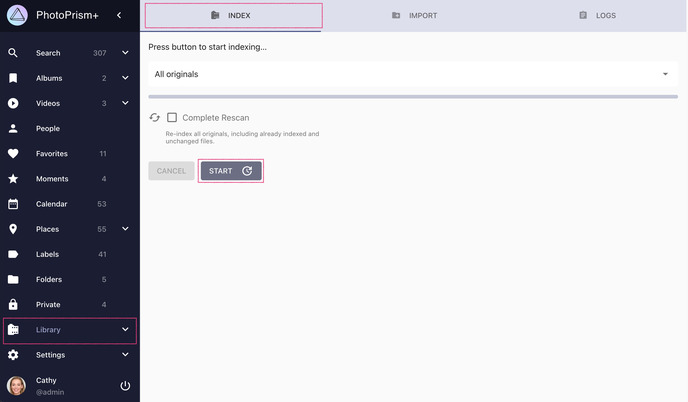 PhotoPrism+
INDEX
IMPORT
LOGS
Search 307
Albums 2
Videos 3
People
Favorites 11
Moments 4
Calendar 53
Places 55
Labels 41
Folders 5
Private 4
Library
Settings
Cathy
@admin
Press button to start indexing...
All originals
Complete Rescan
Re-index all originals, including already indexed and
unchanged files.
CANCEL
START